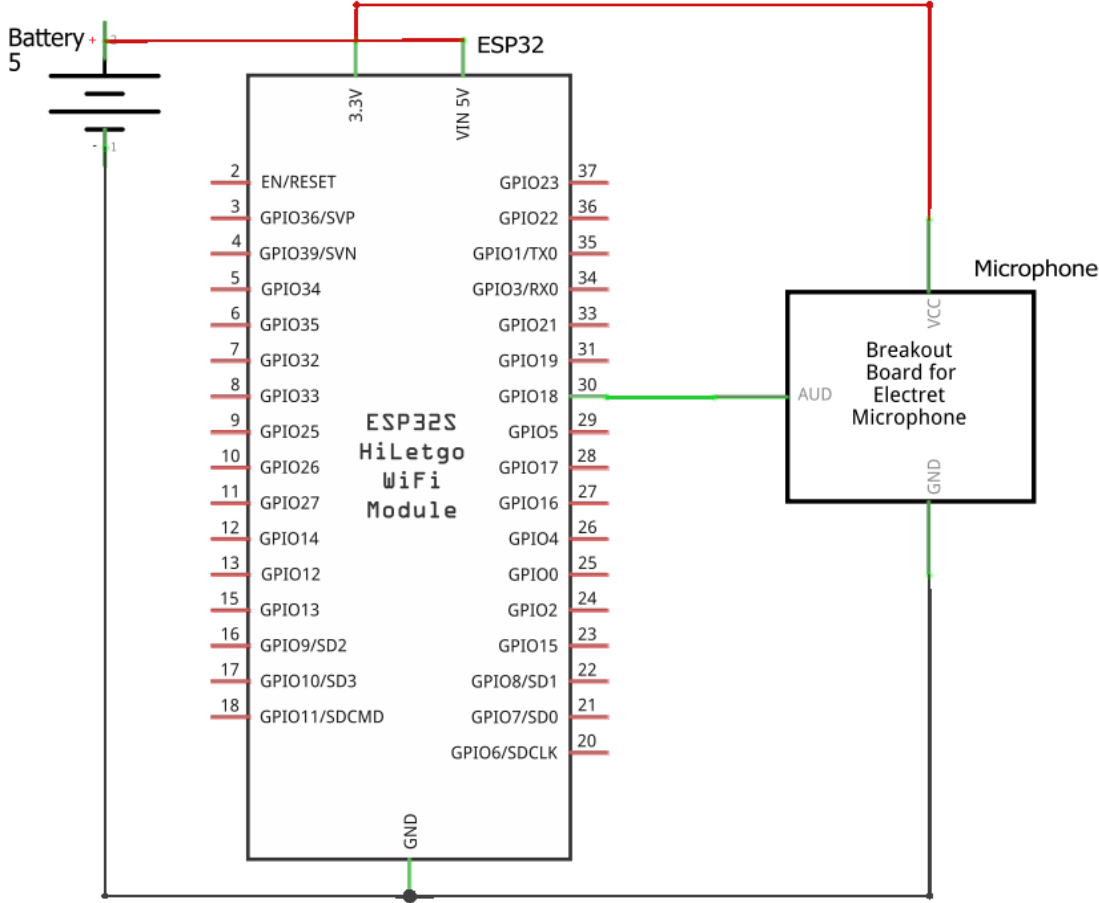 Battery
5
+
2
-
1
ESP32
3.3V
VIN 5V
2
EN/RESET
3
GPIO36/SVP
4
GPIO39/SVN
5
GPIO34
6
GPIO35
7
GPIO32
8
GPIO33
9
GPIO25
10
GPIO26
11
GPIO27
12
GPIO14
13
GPIO12
15
GPIO13
16
GPIO9/SD2
17
GPIO10/SD3
18
GPIO11/SDCMD
ESP32S
HiLetgo
WiFi
Module
37
GPIO23
36
GPIO22
35
GPIO1/TX0
34
GPIO3/RX0
33
GPIO21
31
GPIO19
30
GPIO18
29
GPIO5
28
GPIO17
27
GPIO16
26
GPIO4
25
GPIO0
24
GPIO2
23
GPIO15
22
GPIO8/SD1
21
GPIO7/SD0
20
GPIO6/SDCLK
GND
Microphone
VCC
Breakout
Board for
Electret
Microphone
AUD
GND